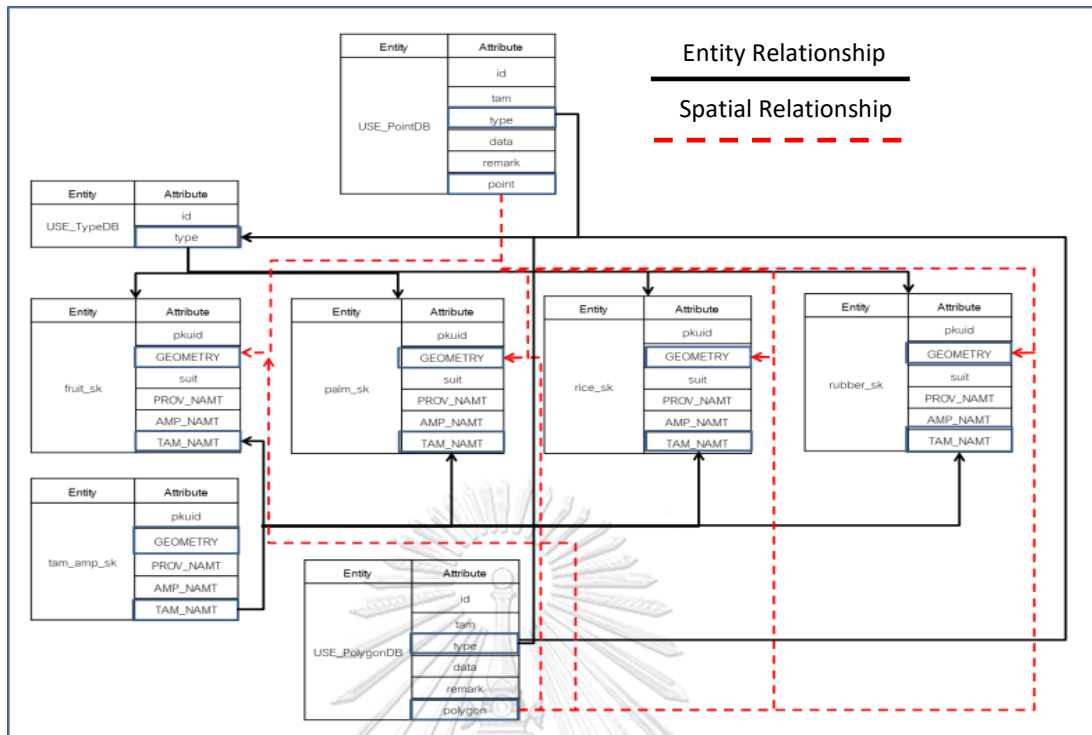 Entity Relationship
Spatial Relationship
Entity Attribute
USE_PointDB
id
tam
type
data
remark
point
Entity Attribute
USE_TypeDB
id
type
Entity Attribute
fruit_sk
pkuid
GEOMETRY
suit
PROV_NAMT
AMP_NAMT
TAM_NAMT
Entity Attribute
palm_sk
pkuid
GEOMETRY
suit
PROV_NAMT
AMP_NAMT
TAM_NAMT
Entity Attribute
rice_sk
pkuid
GEOMETRY
suit
PROV_NAMT
AMP_NAMT
TAM_NAMT
Entity Attribute
rubber_sk
pkuid
GEOMETRY
suit
PROV_NAMT
AMP_NAMT
TAM_NAMT
Entity Attribute
tam_amp_sk
pkuid
GEOMETRY
PROV_NAMT
AMP_NAMT
TAM_NAMT
Entity Attribute
USE_PolygonDB
id
tam
type
data
remark
polygon